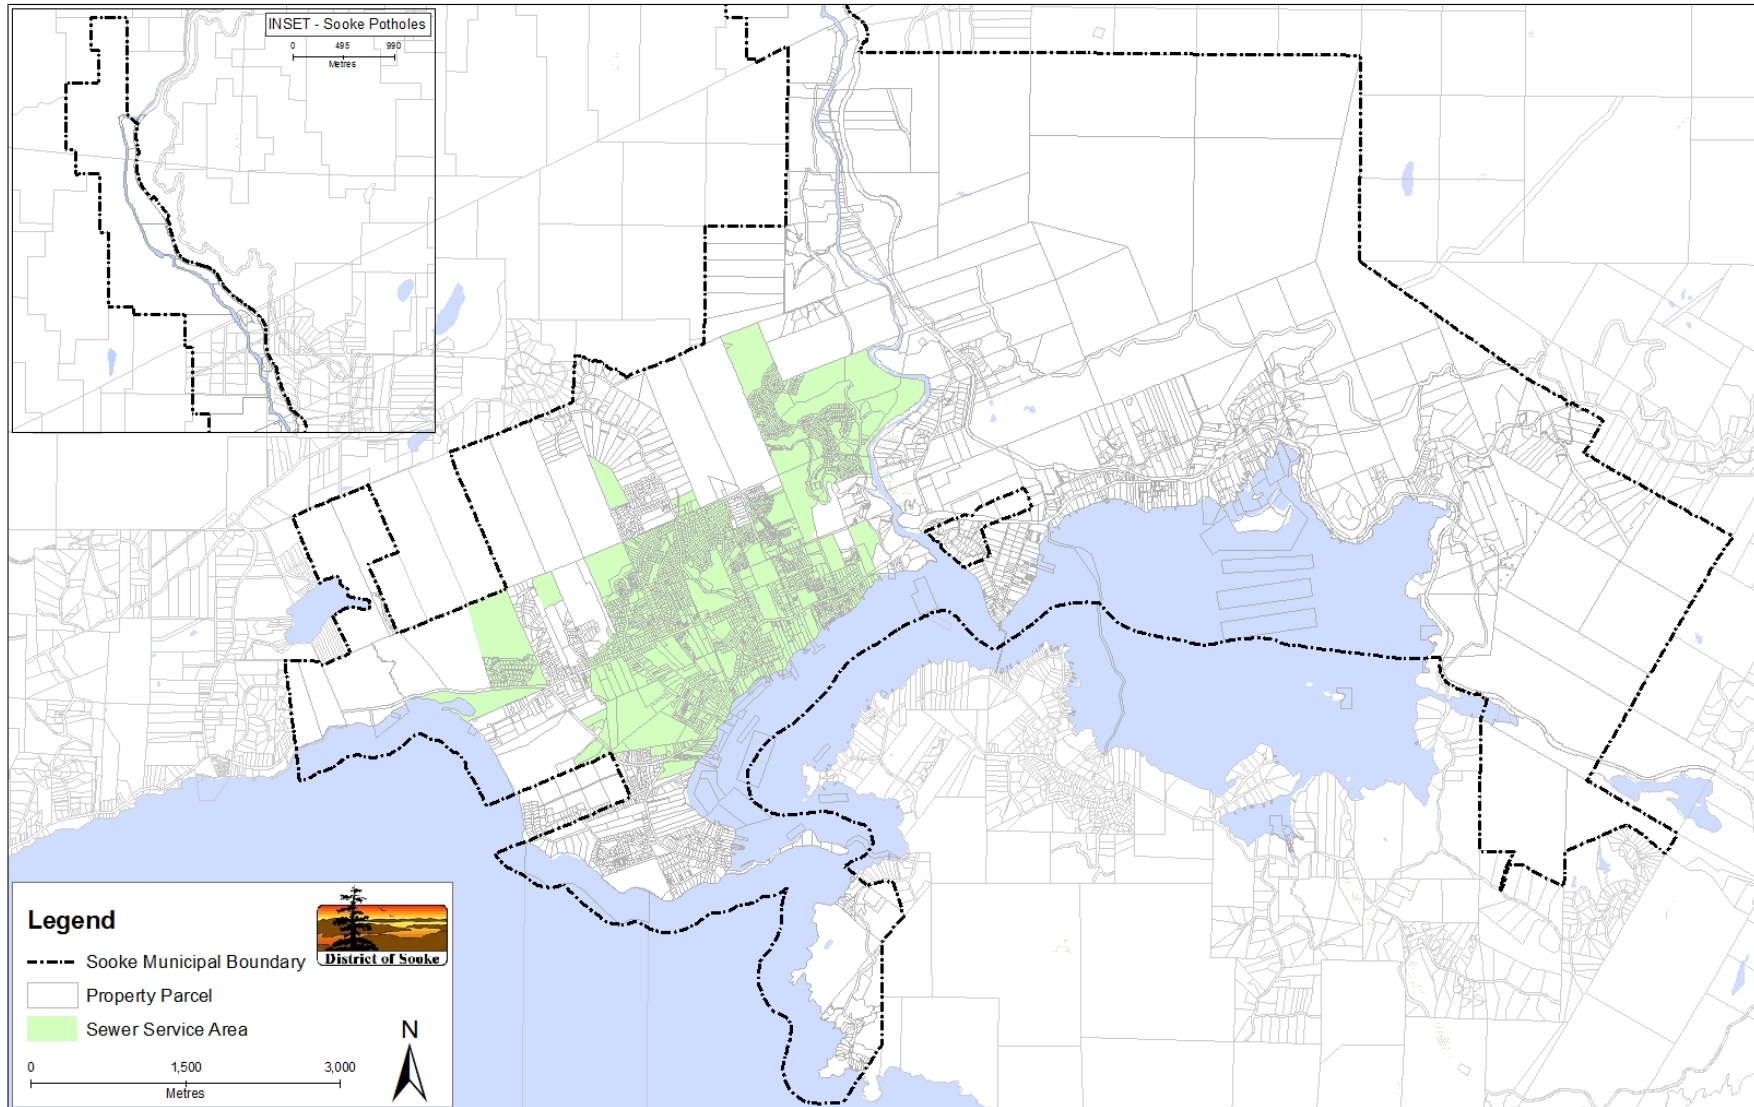 INSET - Sooke Potholes
0 495 990
Metres
Legend
District of Sooke
Sooke Municipal Boundary
Property Parcel
Sewer Service Area
N
0 1,500 3,000
Metres